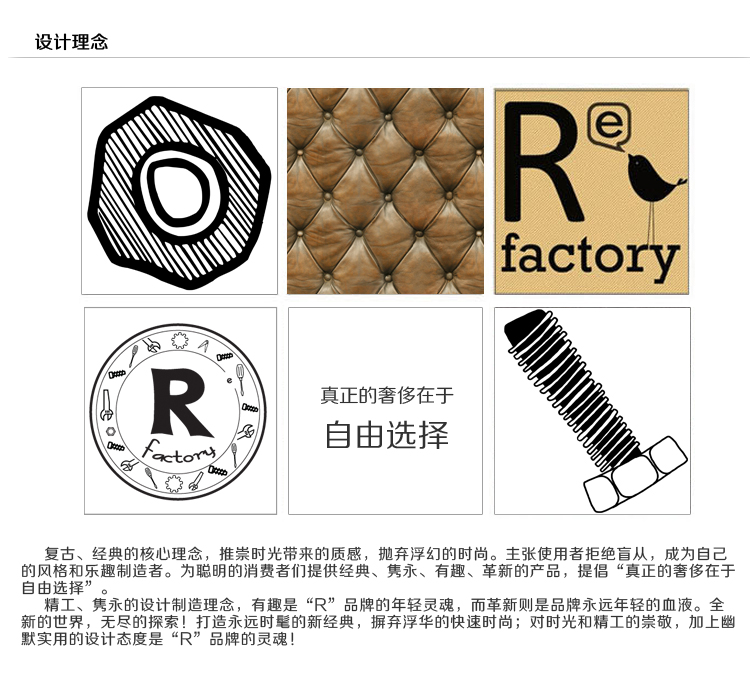 设计理念
R e
factory
R e
factory
真正的奢侈在于
自由选择
复古、经典的核心理念，推崇时光带来的质感，抛弃浮幻的时尚。主张使用者拒绝盲从，成为自己
的风格和乐趣制造者。为聪明的消费者们提供经典、隽永、有趣、革新的产品，提倡“真正的奢侈在于
自由选择”。
精工、隽永的设计制造理念，有趣是“R”品牌的年轻灵魂，而革新则是品牌永远年轻的血液。全
新的世界，无尽的探索！打造永远时髦的新经典，摒弃浮华的快速时尚；对时光和精工的崇敬，加上幽
默实用的设计态度是“R”品牌的灵魂！